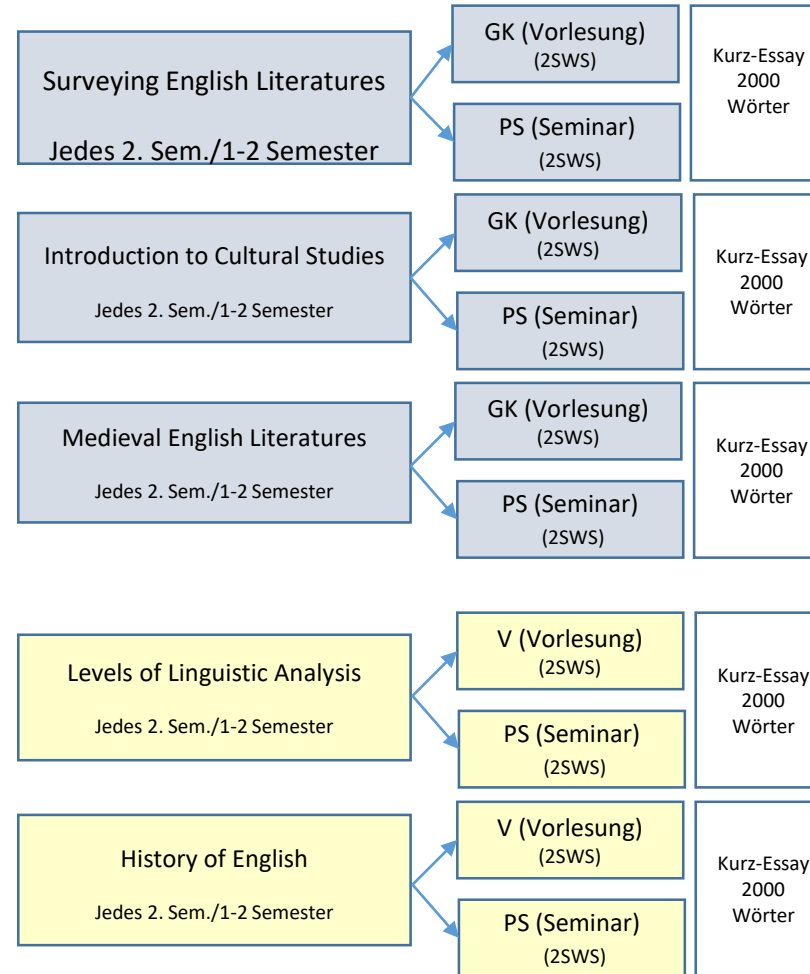 Surveying English Literatures
Jedes 2. Sem./1-2 Semester
GK (Vorlesung)
(2SWS)
PS (Seminar)
(2SWS)
Kurz-Essay
2000
Wörter
Introduction to Cultural Studies
Jedes 2. Sem./1-2 Semester
GK (Vorlesung)
(2SWS)
PS (Seminar)
(2SWS)
Kurz-Essay
2000
Wörter
Medieval English Literatures
Jedes 2. Sem./1-2 Semester
GK (Vorlesung)
(2SWS)
PS (Seminar)
(2SWS)
Kurz-Essay
2000
Wörter
Levels of Linguistic Analysis
Jedes 2. Sem./1-2 Semester
V (Vorlesung)
(2SWS)
PS (Seminar)
(2SWS)
Kurz-Essay
2000
Wörter
History of English
Jedes 2. Sem./1-2 Semester
V (Vorlesung)
(2SWS)
PS (Seminar)
(2SWS)
Kurz-Essay
2000
Wörter